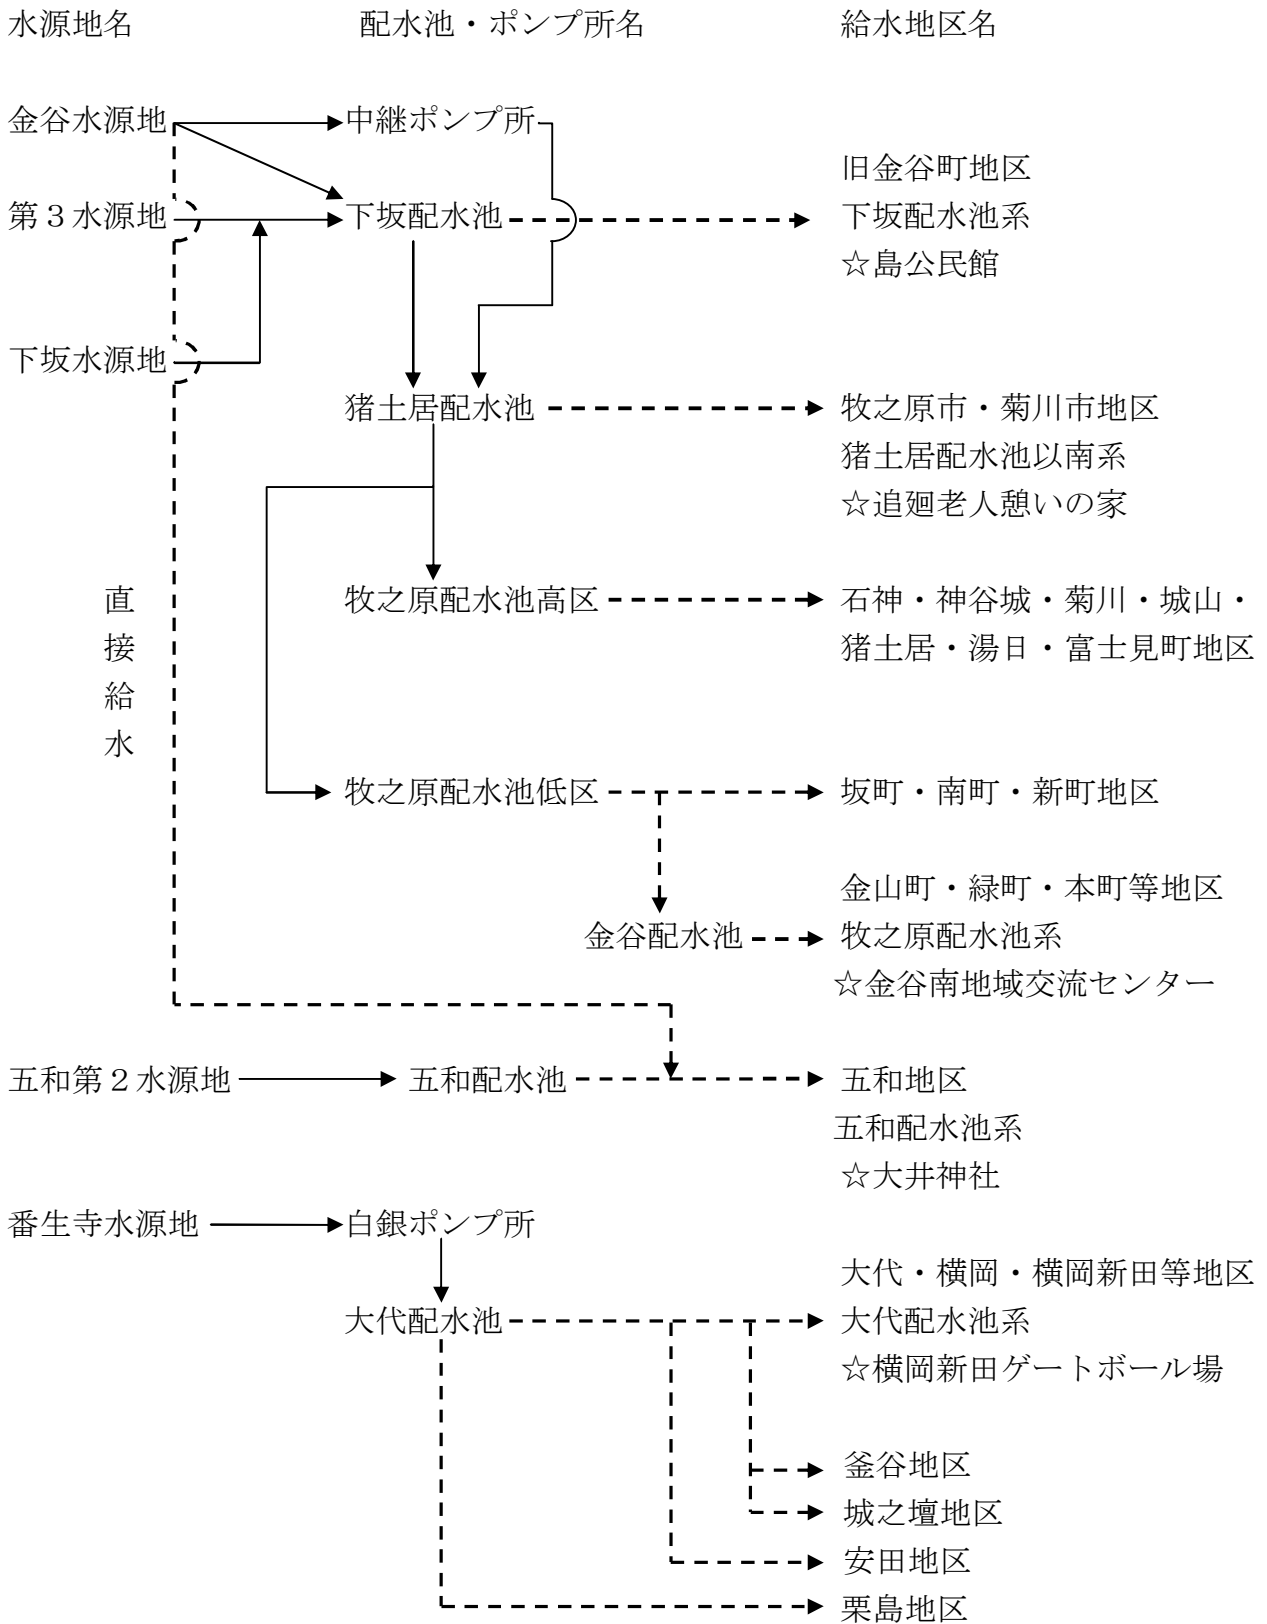 水源地名 配水池・ポンプ所名 給水地区名
金谷水源地 中継ポンプ所
旧金谷町地区
第３水源地 下坂配水池 下坂配水池系
☆島公民館
下坂水源地
猪土居配水池 牧之原市・菊川市地区
猪土居配水池以南系
☆追廻老人憩いの家
直接給水
牧之原配水池高区 石神・神谷城・菊川・城山・
猪土居・湯日・富士見町地区
牧之原配水池低区 坂町・南町・新町地区
金山町・緑町・本町等地区
金谷配水池 牧之原配水池系
☆金谷南地域交流センター
五和第２水源地 五和配水池 五和地区
五和配水池系
☆大井神社
番生寺水源地 白銀ポンプ所
大代・横岡・横岡新田等地区
大代配水池 大代配水池系
☆横岡新田ゲートボール場
釜谷地区
城之壇地区
安田地区
栗島地区